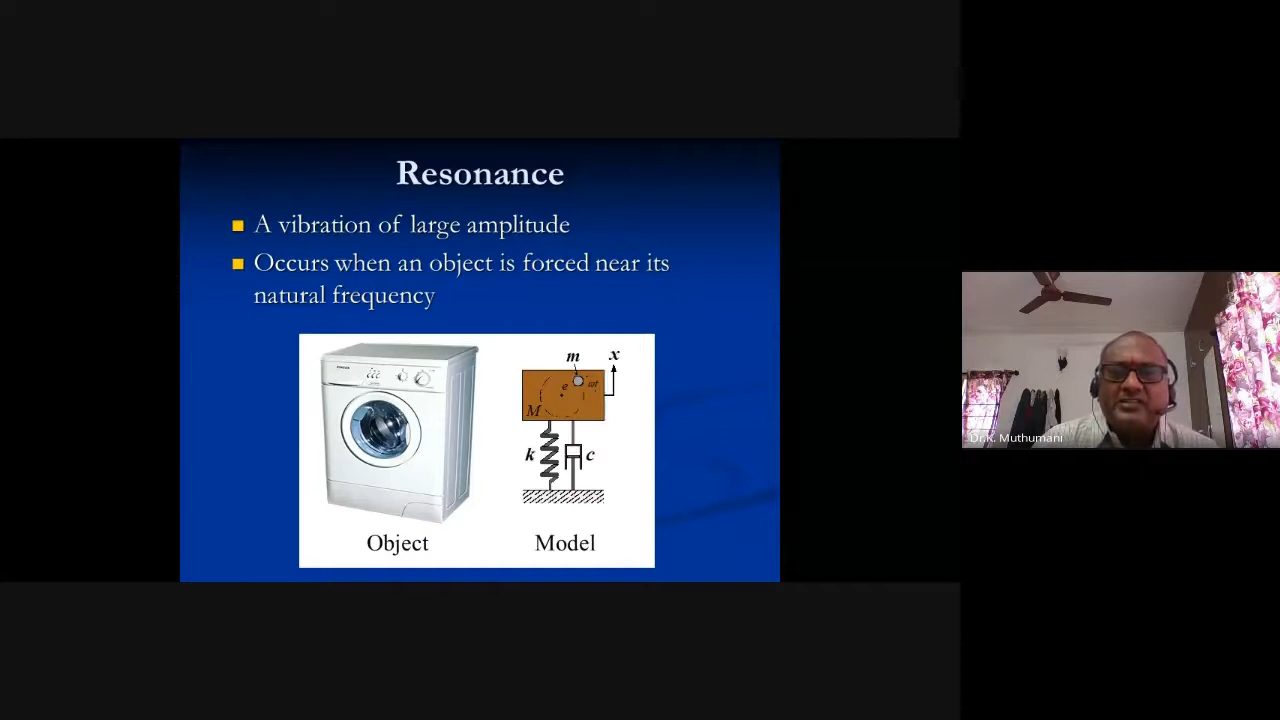 Resonance
A vibration of large amplitude
Occurs when an object is forced near its
natural frequency
m
x
e
ωt
M
k
c
Object
Model
Dr.K. Muthumani